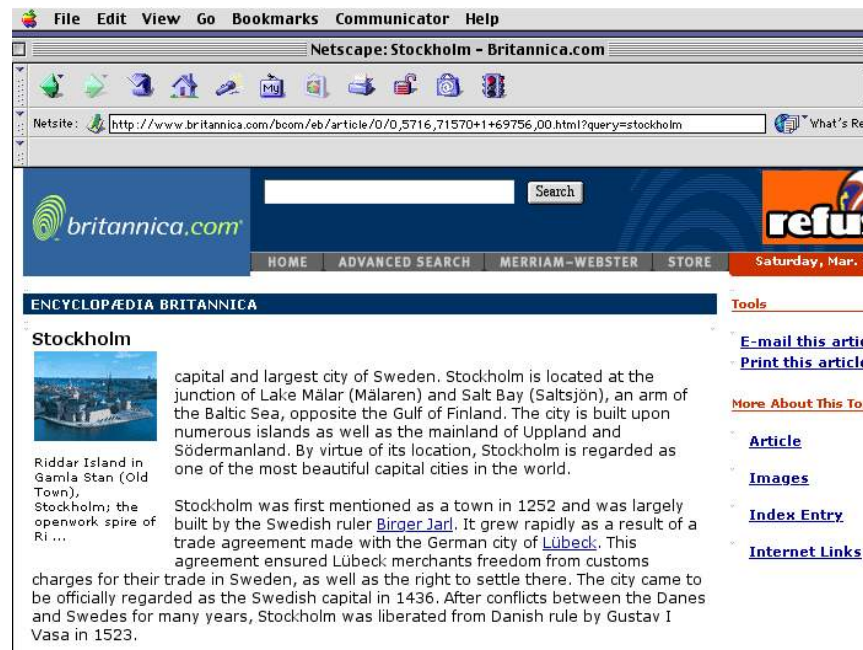 File Edit View Go Bookmarks Communicator Help
Netscape: Stockholm - Britannica.com
My
Netsite: http://www.britannica.com/bcom/eb/article/0/0,5716,71570+1+69756,00.html?query=stockholm What's Re
Search
britannica.com
refu
HOME ADVANCED SEARCH MERRIAM-WEBSTER STORE Saturday, Mar.
ENCYCLOPÆDIA BRITANNICA
Stockholm
capital and largest city of Sweden. Stockholm is located at the
junction of Lake Mälar (Mälaren) and Salt Bay (Saltsjön), an arm of
the Baltic Sea, opposite the Gulf of Finland. The city is built upon
numerous islands as well as the mainland of Uppland and
Södermanland. By virtue of its location, Stockholm is regarded as
one of the most beautiful capital cities in the world.
Riddar Island in
Gamla Stan (Old
Town),
Stockholm; the
openwork spire of
Ri ...
Stockholm was first mentioned as a town in 1252 and was largely
built by the Swedish ruler Birger Jarl. It grew rapidly as a result of a
trade agreement made with the German city of Lübeck. This
agreement ensured Lübeck merchants freedom from customs
charges for their trade in Sweden, as well as the right to settle there. The city came to
be officially regarded as the Swedish capital in 1436. After conflicts between the Danes
and Swedes for many years, Stockholm was liberated from Danish rule by Gustav I
Vasa in 1523.
Tools
E-mail this artic
Print this article
More About This To
Article
Images
Index Entry
Internet Links